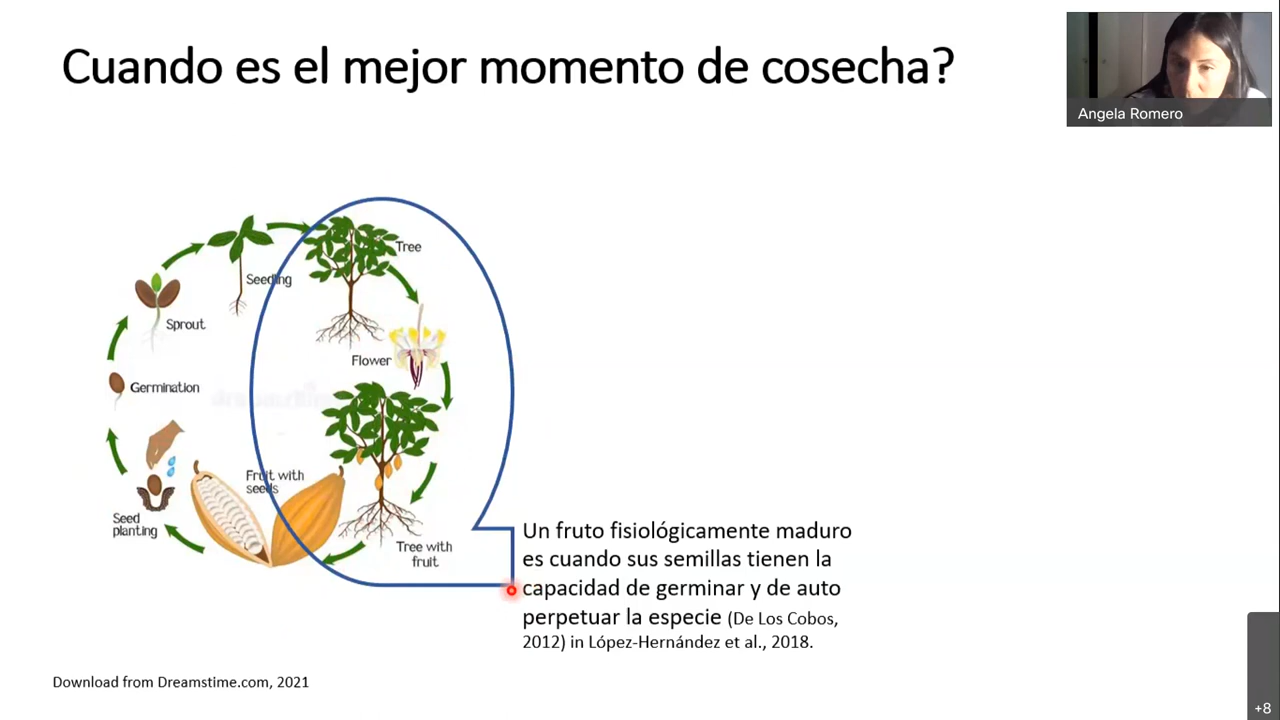 Cuando es el mejor momento de cosecha?
Angela Romero
Tree
Seedling
Sprout
Flower
Germination
Fruit with
seeds
Seed
planting
Tree with
fruit
Un fruto fisiológicamente maduro
es cuando sus semillas tienen la
capacidad de germinar y de auto
perpetuar la especie (De Los Cobos,
2012) in López-Hernández et al., 2018.
Download from Dreamstime.com, 2021
+8